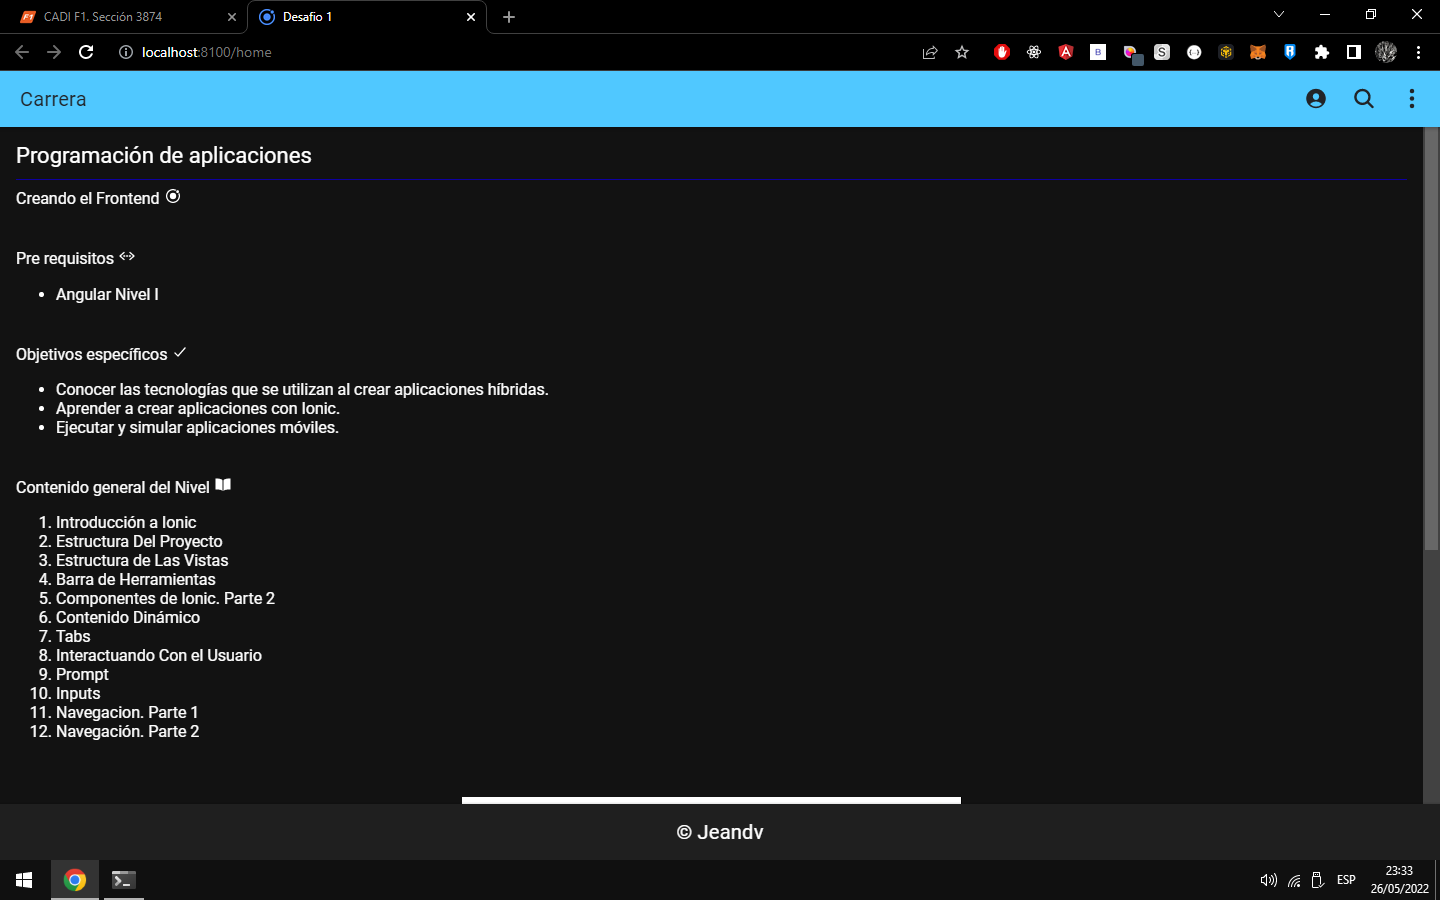 CADI F1. Sección 3874
Desafio 1
localhost:8100/home
Carrera
Programación de aplicaciones
Creando el Frontend
Pre requisitos
• Angular Nivel I
Objetivos específicos
• Conocer las tecnologías que se utilizan al crear aplicaciones híbridas.
• Aprender a crear aplicaciones con Ionic.
• Ejecutar y simular aplicaciones móviles.
Contenido general del Nivel
1. Introducción a Ionic
2. Estructura Del Proyecto
3. Estructura de Las Vistas
4. Barra de Herramientas
5. Componentes de Ionic. Parte 2
6. Contenido Dinámico
7. Tabs
8. Interactuando Con el Usuario
9. Prompt
10. Inputs
11. Navegacion. Parte 1
12. Navegación. Parte 2
© Jeandv
ESP
23:33
26/05/2022